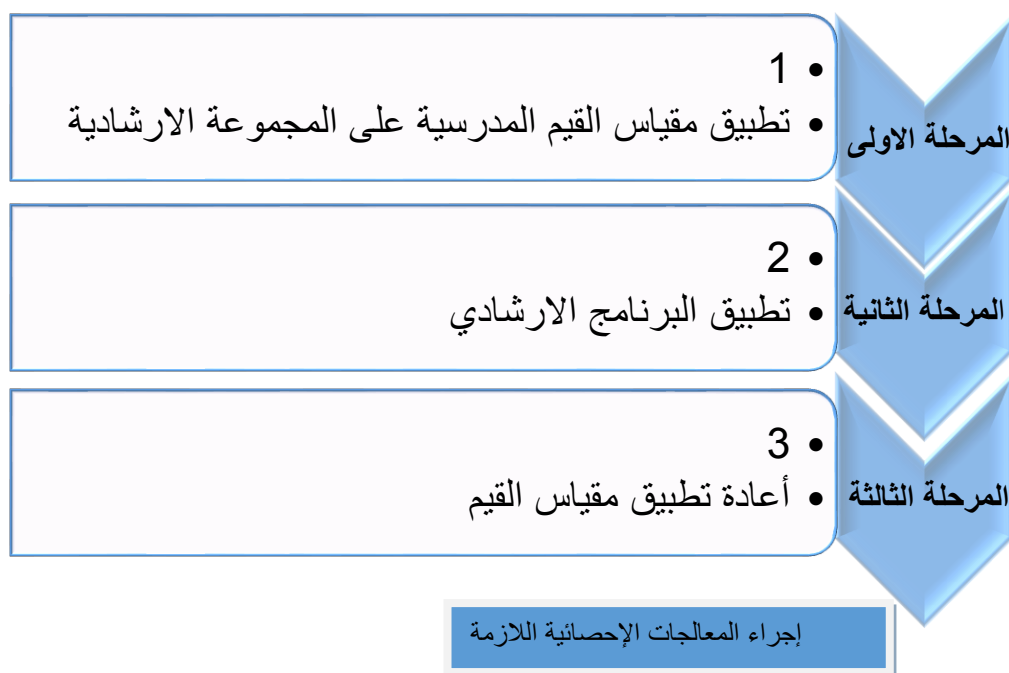 المرحلة الاولى
• 1
• تطبيق مقياس القيم المدرسية على المجموعة الارشادية
المرحلة الثانية
• 2
• تطبيق البرنامج الارشادي
المرحلة الثالثة
• 3
• أعادة تطبيق مقياس القيم
إجراء المعالجات الإحصائية اللازمة